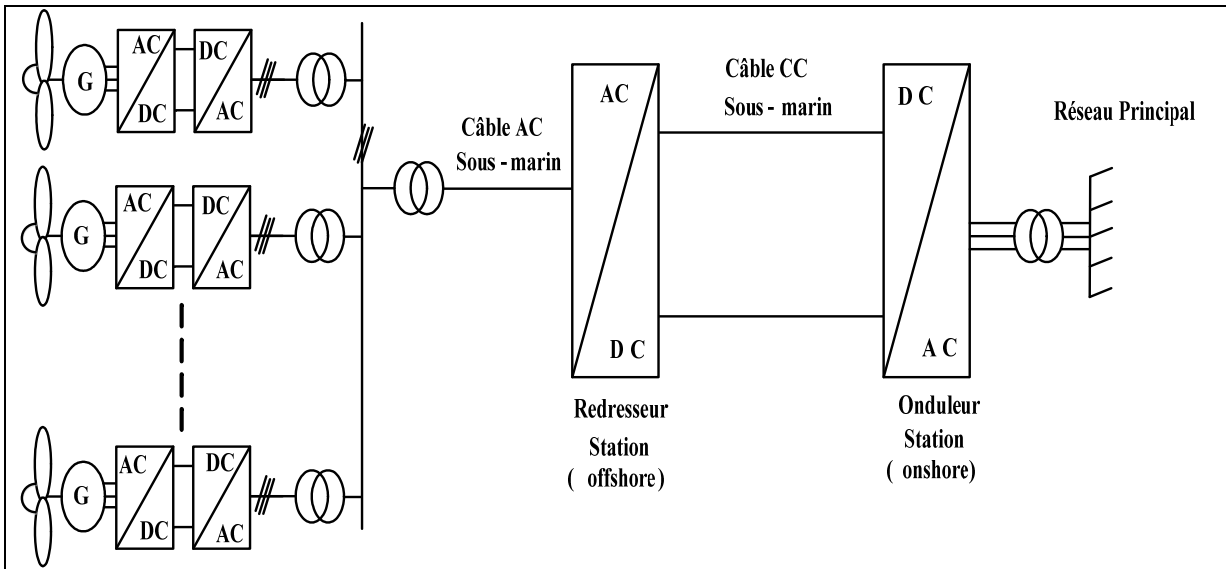 AC
DC
DC
AC
G
AC
DC
DC
AC
G
AC
DC
DC
AC
G
Câble AC
Sous - marin
AC
D C
Redresseur
Station
( offshore )
Câble CC
Sous - marin
D C
A C
Onduleur
Station
( onshore )
Réseau Principal